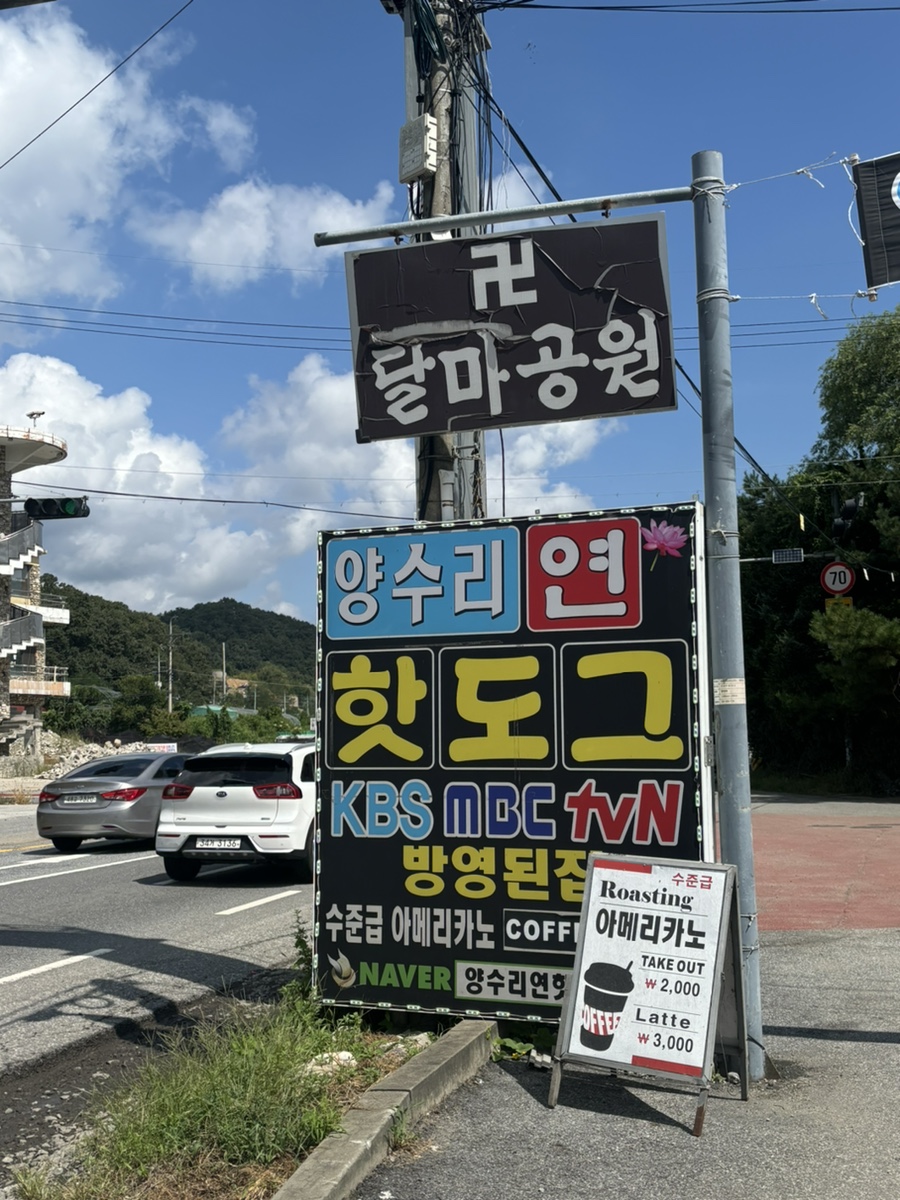 卍
달마공원
양수리 연
핫도그
KBS MBC tvN
방영된집
수준급 아메리카노
NAVER 양수리연핫
수준급
Roasting
아메리카노
TAKE OUT
₩ 2,000
COFFEE
Latte
₩ 3,000
70